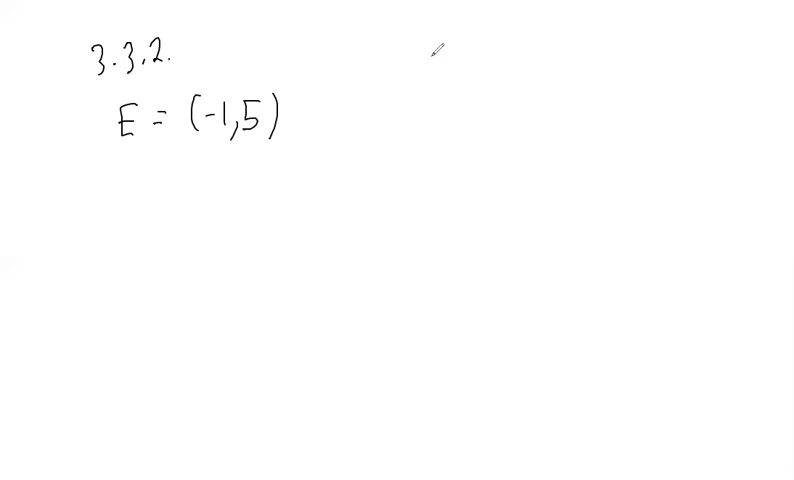 3.3.2.
E = (-1,5)